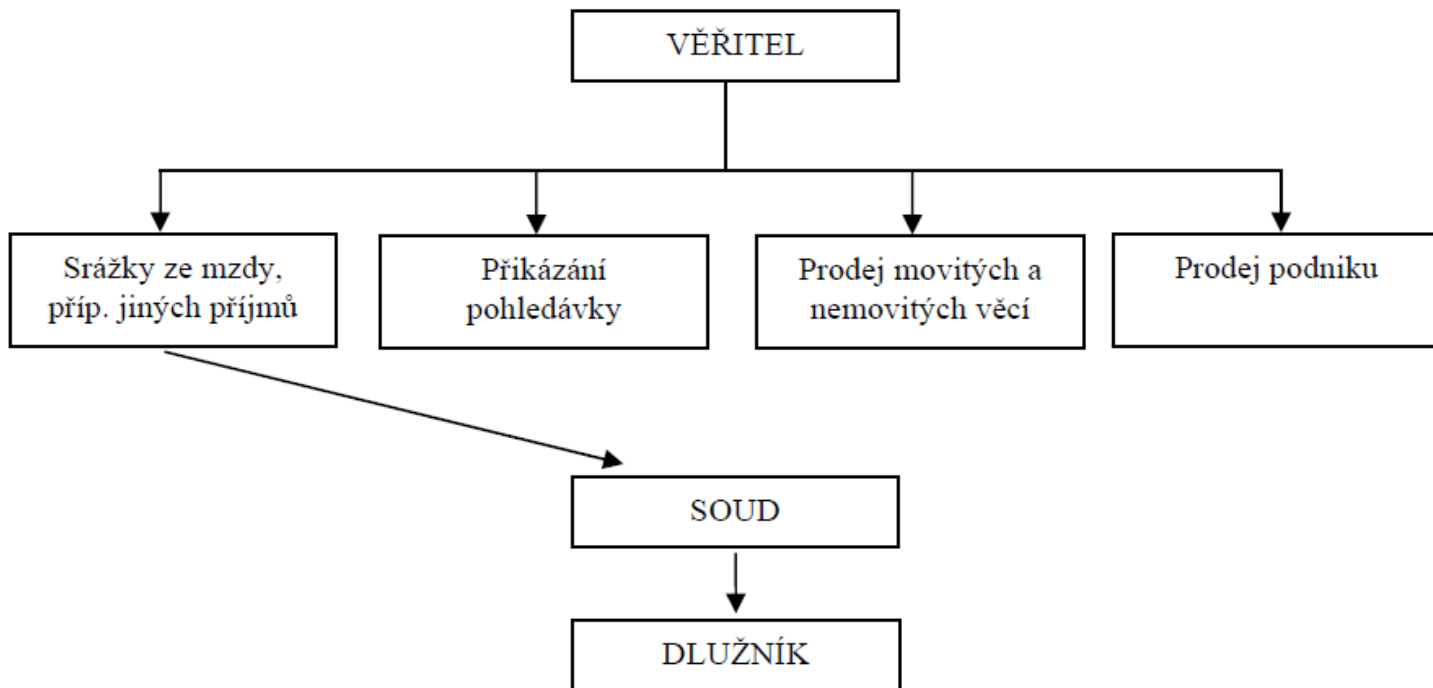 VĚŘITEL
Srážky ze mzdy,
příp. jiných příjmů
Přikázání
pohledávky
Prodej movitých a
nemovitých věcí
Prodej podniku
SOUD
DLUŽNÍK